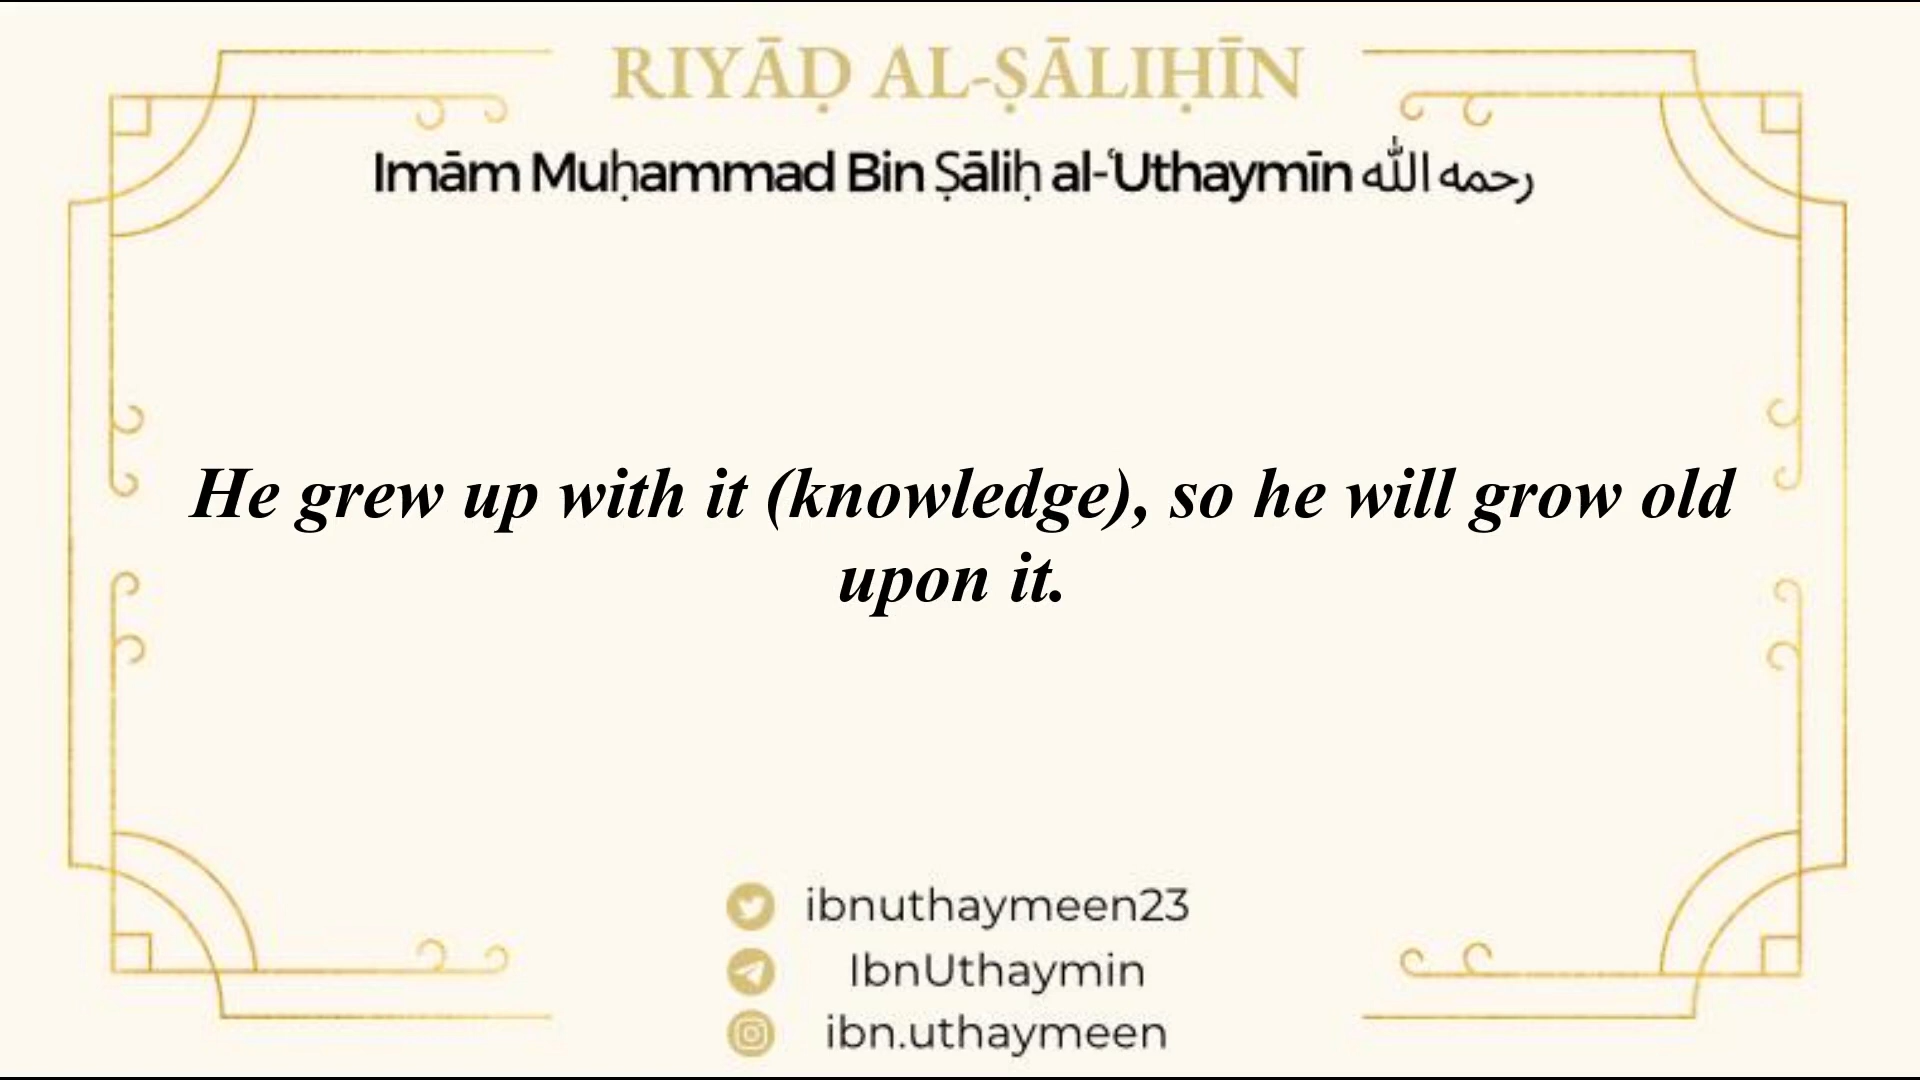 RIYĀḌ AL-ṢĀLIḤĪN
Imām Muḥammad Bin Ṣāliḥ al-ʿUthaymīn رحمه الله
He grew up with it (knowledge), so he will grow old
upon it.
ibnuthaymeen23
IbnUthaymin
ibn.uthaymeen